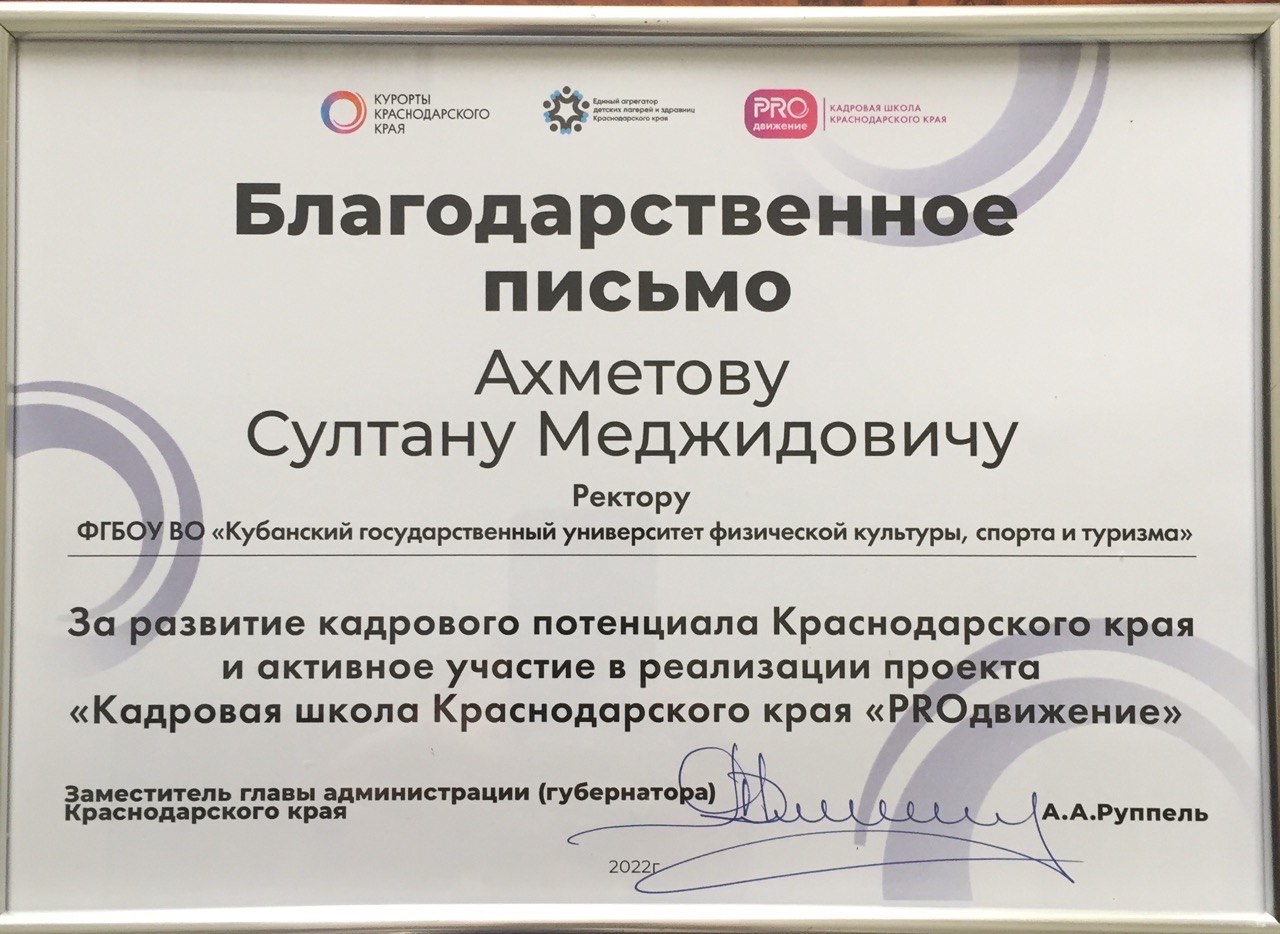 КУРОРТЫ
КРАСНОДАРСКОГО
КРАЯ
Единый агрегатор
детских лагерей и здравниц
Краснодарского края
PRO
движение
КАДРОВАЯ ШКОЛА
КРАСНОДАРСКОГО КРАЯ
Благодарственное
письмо
Ахметову
Султану Меджидовичу
Ректору
ФГБОУ ВО «Кубанский государственный университет физической культуры, спорта и туризма»
За развитие кадрового потенциала Краснодарского края
и активное участие в реализации проекта
«Кадровая школа Краснодарского края «PROдвижение»
Заместитель главы администрации (губернатора)
Краснодарского края
А.А.Руппель
2022г